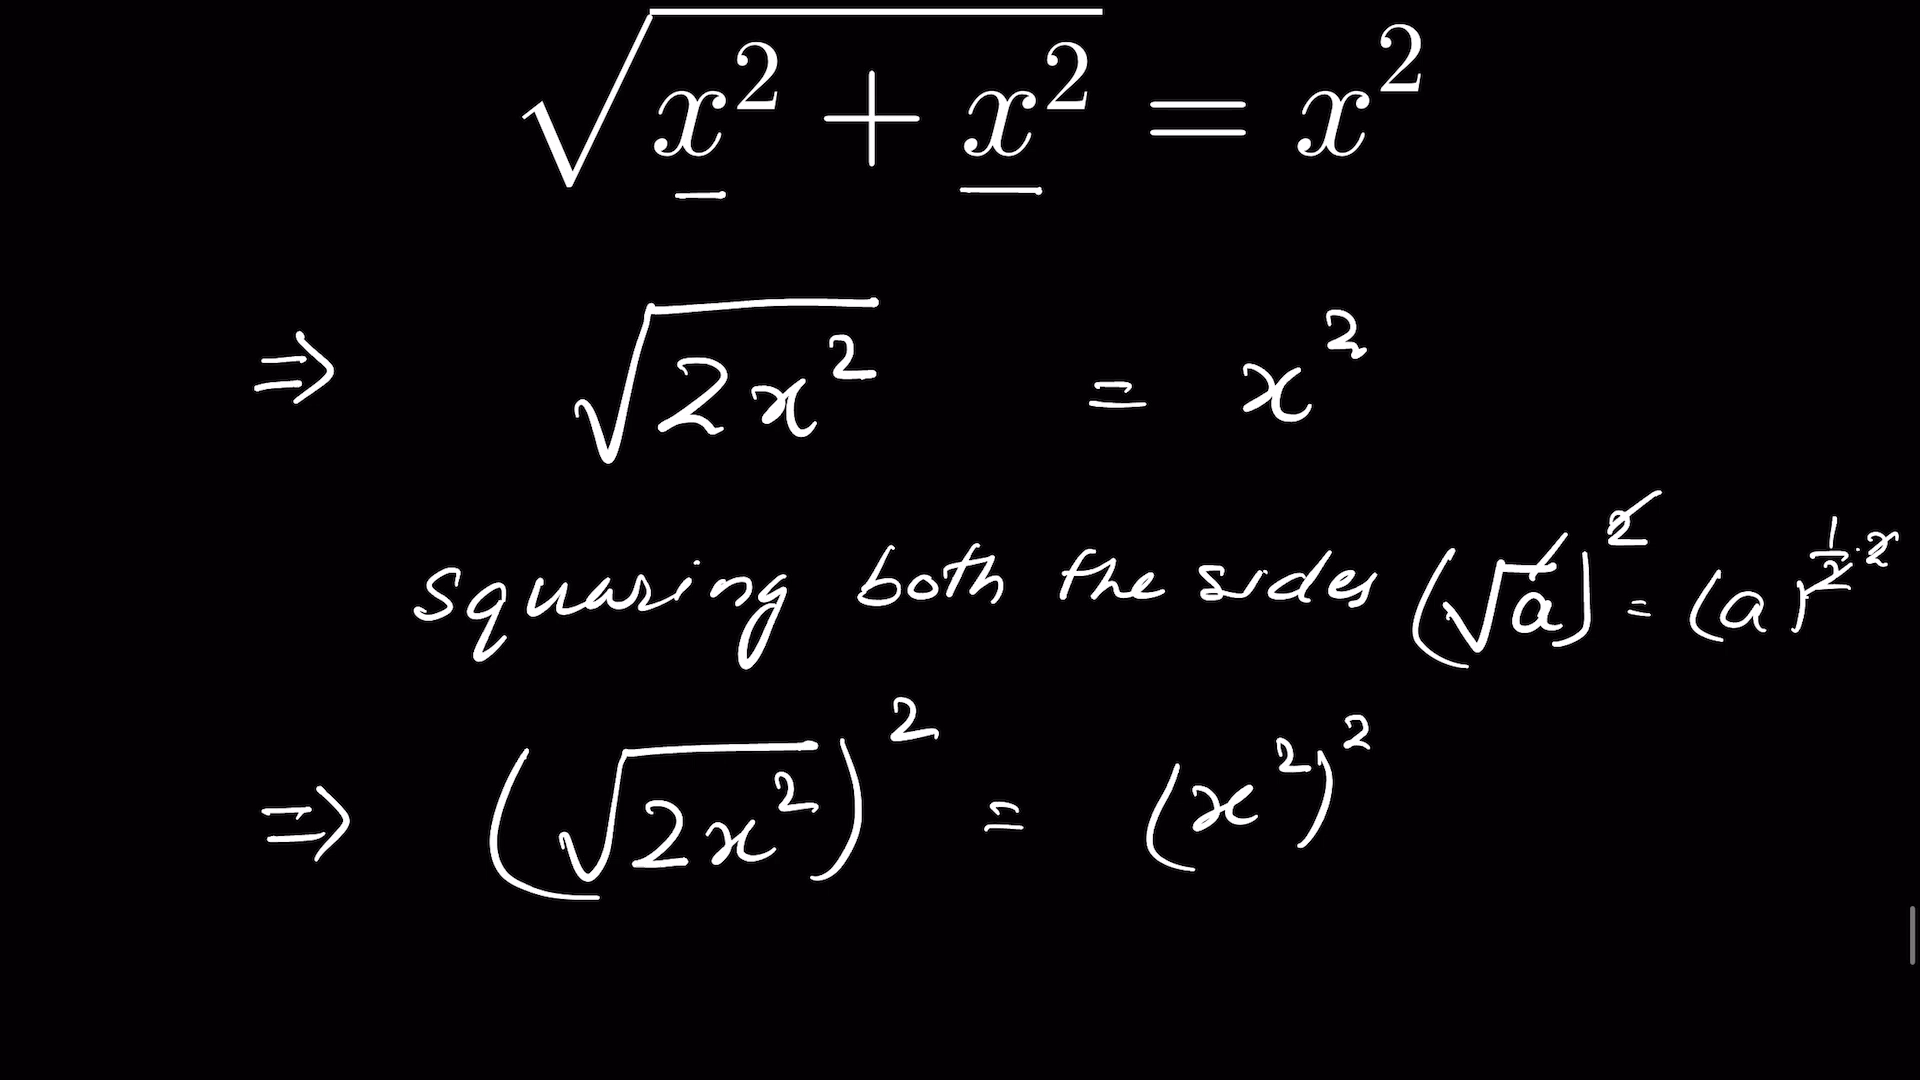 √(x² + x²) = x²
⇒ √(2x²) = x²
squaring both the sides (√a)² = (a)^(1/2 · 2)
⇒ (√(2x²))² = (x²)²